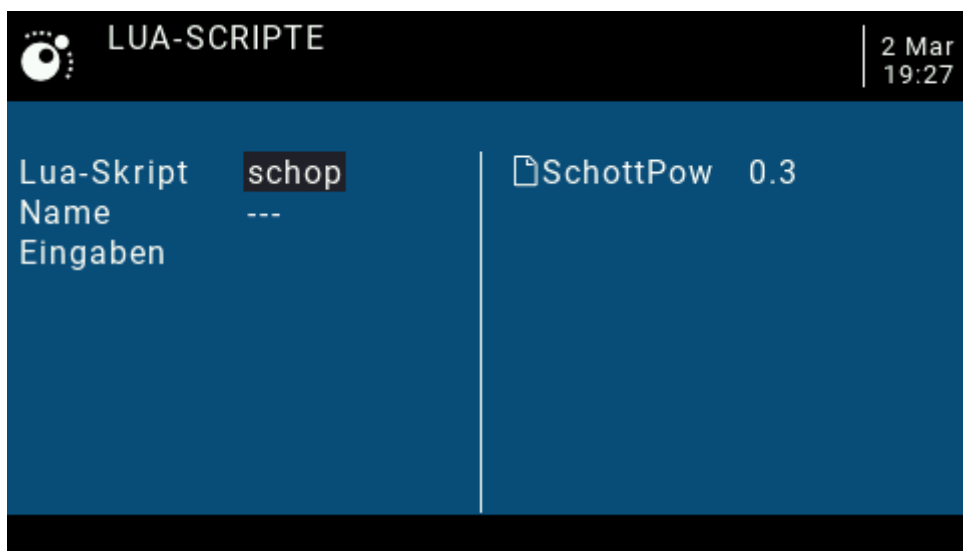 LUA-SCRIPTE
2 Mar
19:27
Lua-Skript schop
Name ---
Eingaben
SchottPow 0.3